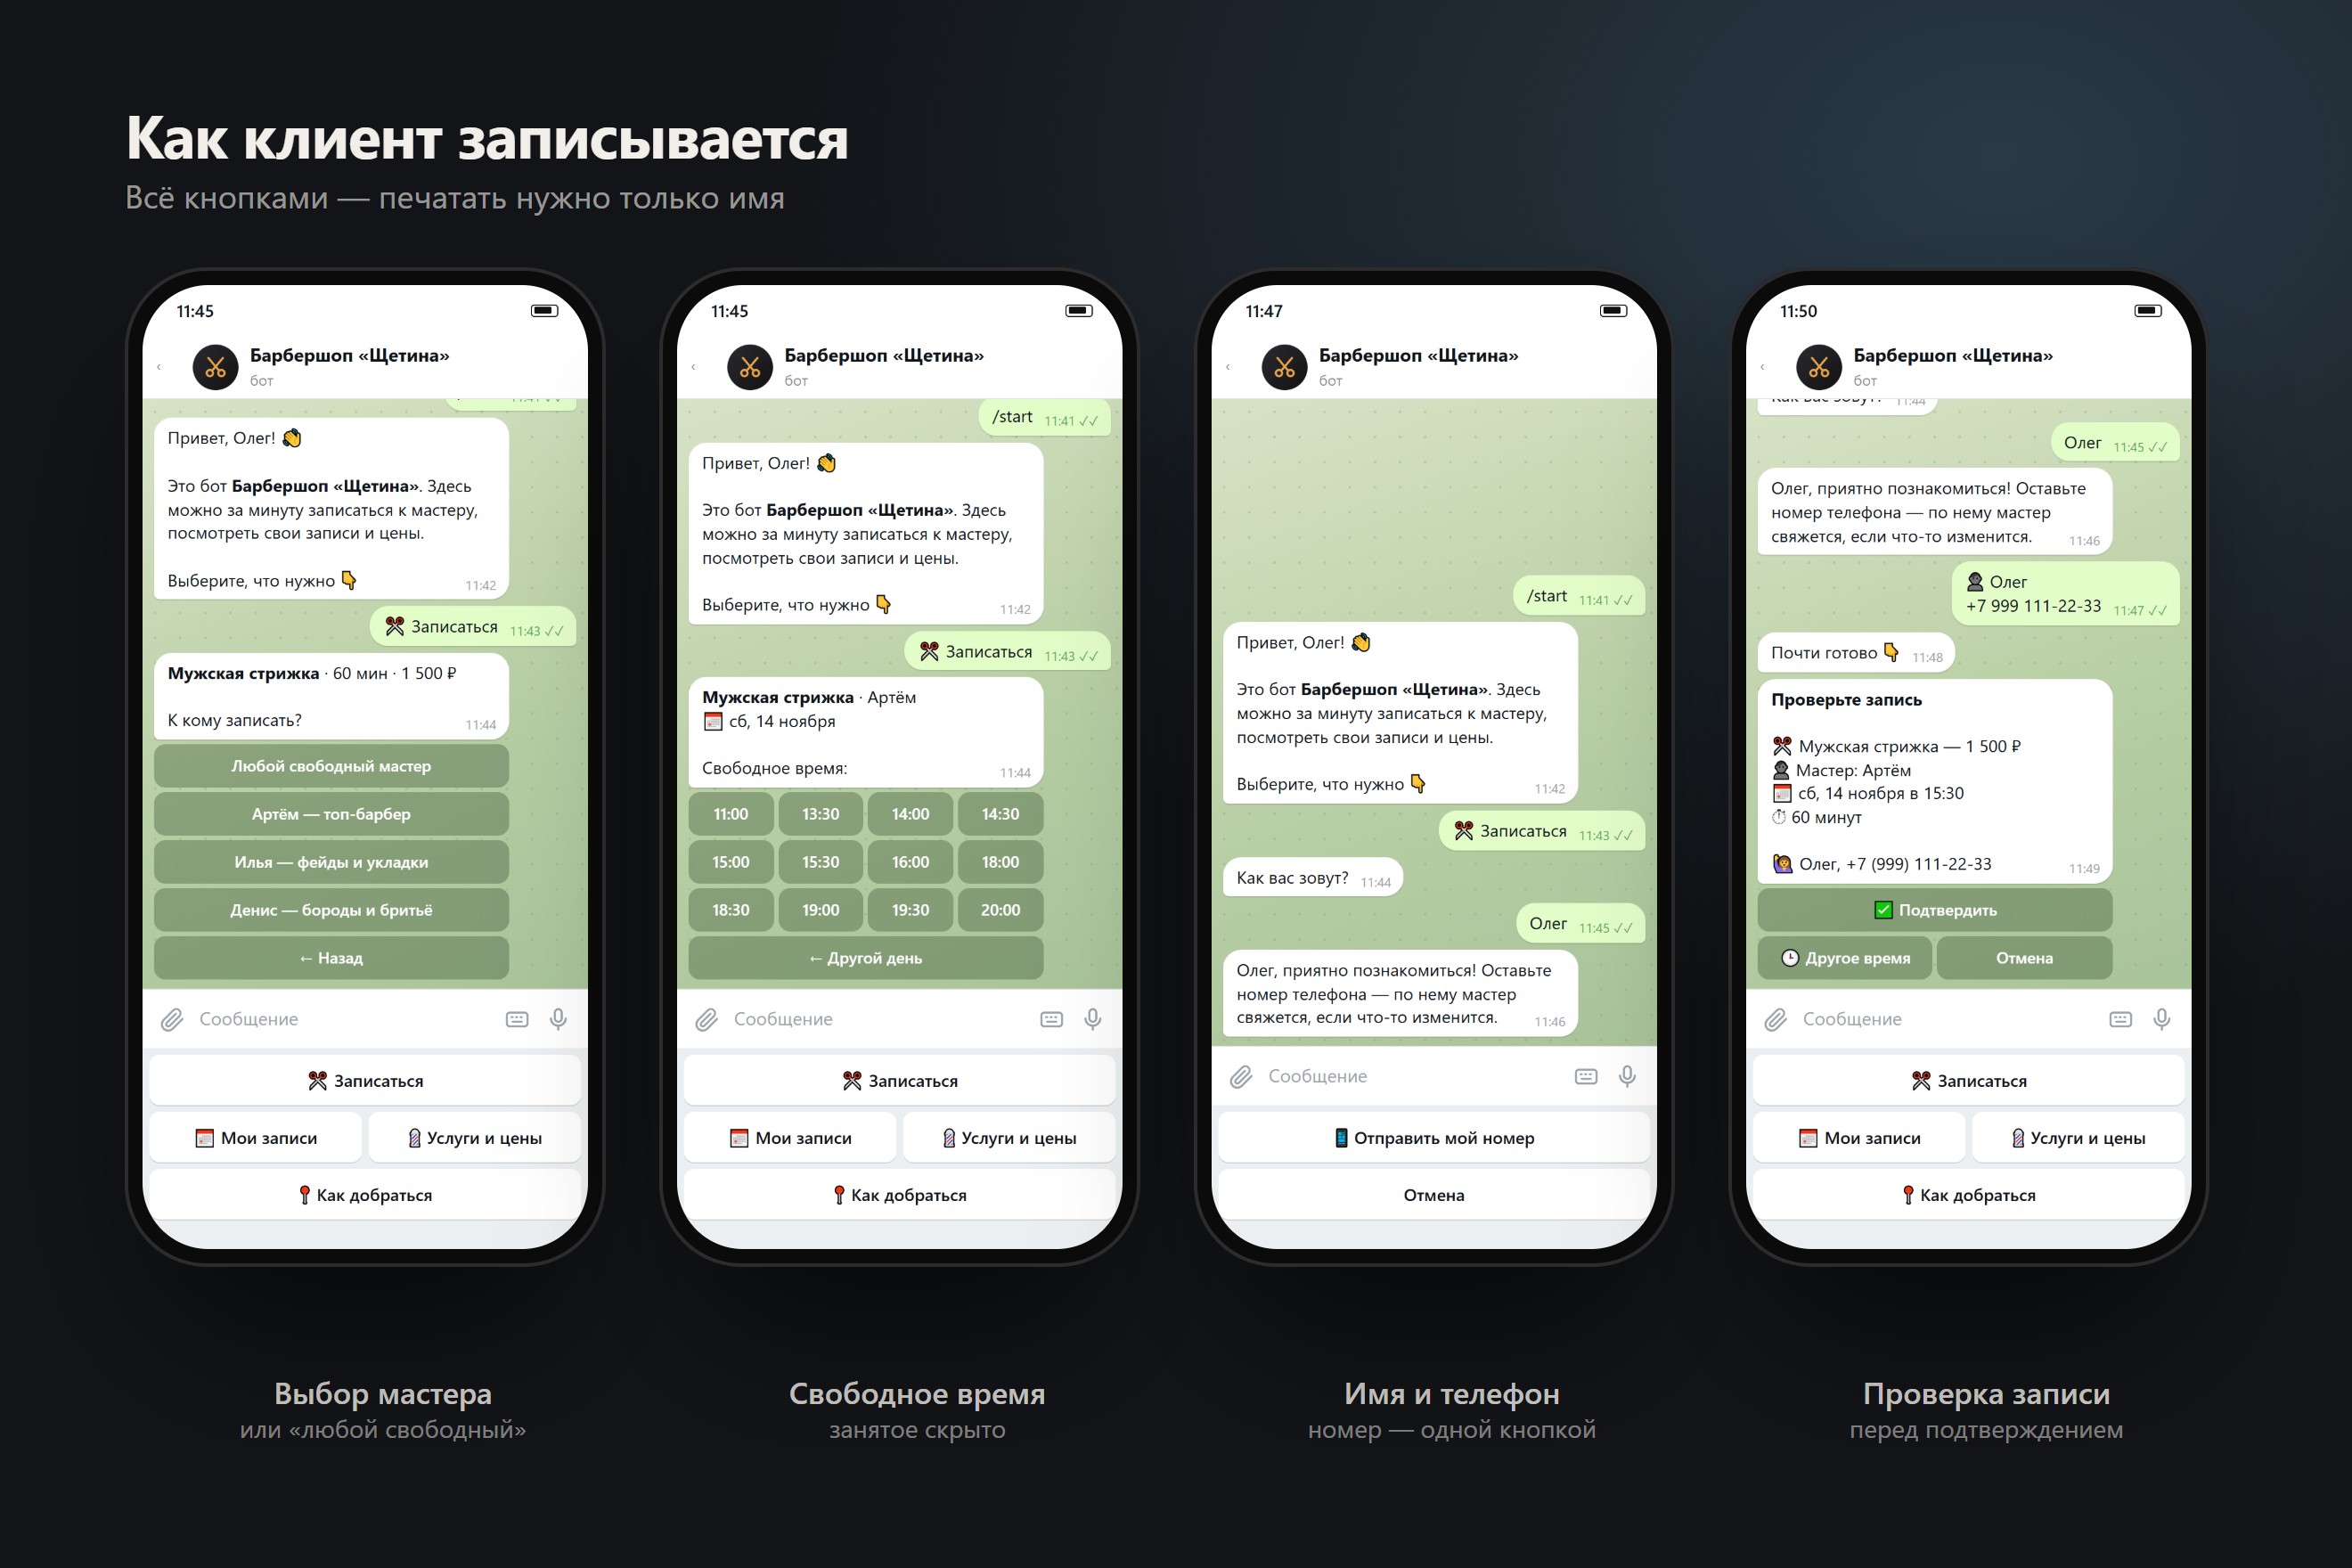 Как клиент записывается
Всё кнопками — печатать нужно только имя
11:45
Барбершоп «Щетина»
бот
Привет, Олег! 👋
Это бот Барбершоп «Щетина». Здесь
можно за минуту записаться к мастеру,
посмотреть свои записи и цены.
Выберите, что нужно 👇 11:42
✂ Записаться 11:43 ✓✓
Мужская стрижка · 60 мин · 1 500 ₽
К кому записать? 11:44
Любой свободный мастер
Артём — топ-барбер
Илья — фейды и укладки
Денис — бороды и бритьё
← Назад
Сообщение
✂ Записаться
📅 Мои записи
💈 Услуги и цены
📍 Как добраться
Выбор мастера
или «любой свободный»
11:45
Барбершоп «Щетина»
бот
/start 11:41 ✓✓
Привет, Олег! 👋
Это бот Барбершоп «Щетина». Здесь
можно за минуту записаться к мастеру,
посмотреть свои записи и цены.
Выберите, что нужно 👇 11:42
✂ Записаться 11:43 ✓✓
Мужская стрижка · Артём
📅 сб, 14 ноября
Свободное время: 11:44
11:00 13:30 14:00 14:30
15:00 15:30 16:00 18:00
18:30 19:00 19:30 20:00
← Другой день
Сообщение
✂ Записаться
📅 Мои записи
💈 Услуги и цены
📍 Как добраться
Свободное время
занятое скрыто
11:47
Барбершоп «Щетина»
бот
/start 11:41 ✓✓
Привет, Олег! 👋
Это бот Барбершоп «Щетина». Здесь
можно за минуту записаться к мастеру,
посмотреть свои записи и цены.
Выберите, что нужно 👇 11:42
✂ Записаться 11:43 ✓✓
Как вас зовут? 11:44
Олег 11:45 ✓✓
Олег, приятно познакомиться! Оставьте
номер телефона — по нему мастер
свяжется, если что-то изменится. 11:46
Сообщение
📱 Отправить мой номер
Отмена
Имя и телефон
номер — одной кнопкой
11:50
Барбершоп «Щетина»
бот
Как вас зовут? 11:44
Олег 11:45 ✓✓
Олег, приятно познакомиться! Оставьте
номер телефона — по нему мастер
свяжется, если что-то изменится. 11:46
👤 Олег
+7 999 111-22-33 11:47 ✓✓
Почти готово 👇 11:48
Проверьте запись
✂ Мужская стрижка — 1 500 ₽
👤 Мастер: Артём
📅 сб, 14 ноября в 15:30
⏱ 60 минут
🙋 Олег, +7 (999) 111-22-33 11:49
✅ Подтвердить
🕒 Другое время
Отмена
Сообщение
✂ Записаться
📅 Мои записи
💈 Услуги и цены
📍 Как добраться
Проверка записи
перед подтверждением